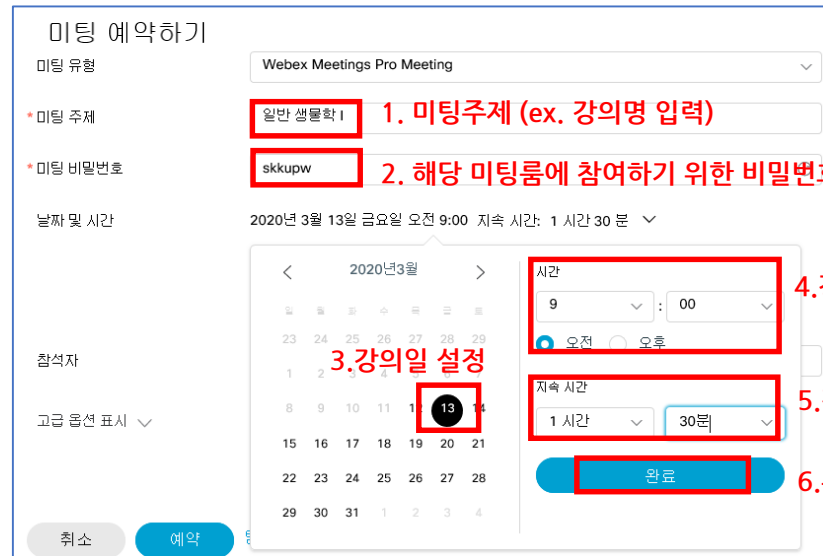 미팅 예약하기
미팅 유형 Webex Meetings Pro Meeting
* 미팅 주제 일반 생물학 I 1. 미팅주제 (ex. 강의명 입력)
* 미팅 비밀번호 skkupw 2. 해당 미팅룸에 참여하기 위한 비밀번호
날짜 및 시간 2020년 3월 13일 금요일 오전 9:00 지속 시간: 1 시간 30 분
2020년3월 시간
9 : 00 4.
일 월 화 수 목 금 토
23 24 25 26 27 28 29 오전 오후
참석자 3.강의일 설정
1 2 3 4 5 6 7 지속 시간
8 9 10 11 12 13 14 1 시간 30분 5.
고급 옵션 표시
15 16 17 18 19 20 21
22 23 24 25 26 27 28 완료 6.
29 30 31 1 2 3 4
취소 예약